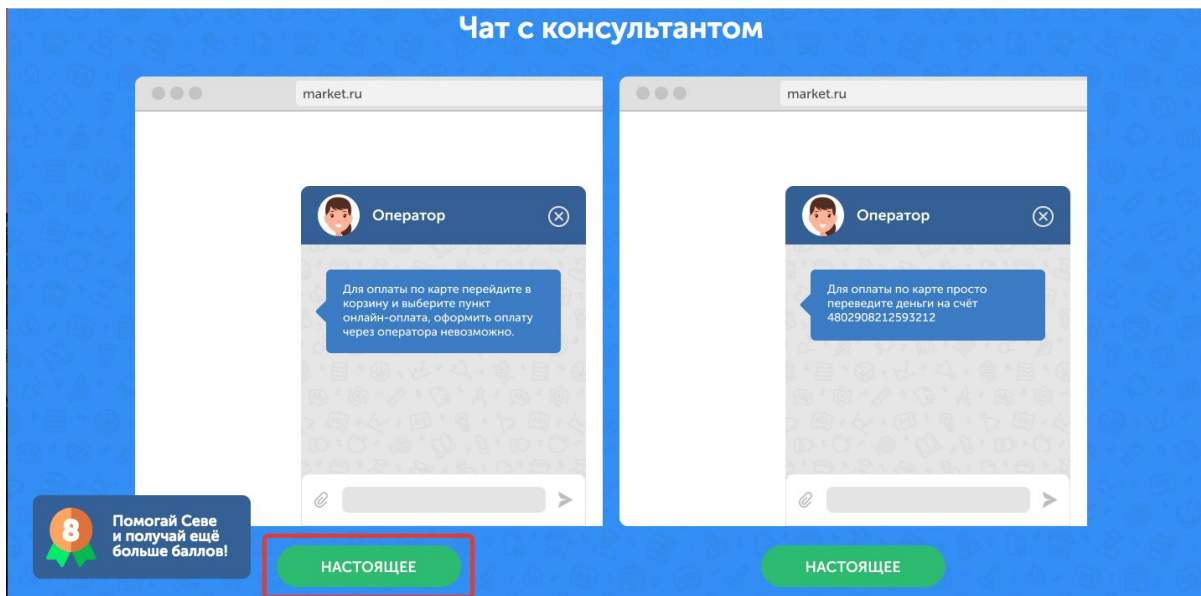 Чат с консультантом
market.ru
Оператор
Для оплаты по карте перейдите в
корзину и выберите пункт
онлайн-оплата, оформить оплату
через оператора невозможно.
НАСТОЯЩЕЕ
market.ru
Оператор
Для оплаты по карте просто
переведите деньги на счёт
4802908212593212
НАСТОЯЩЕЕ
8
Помогай Севе
и получай ещё
больше баллов!